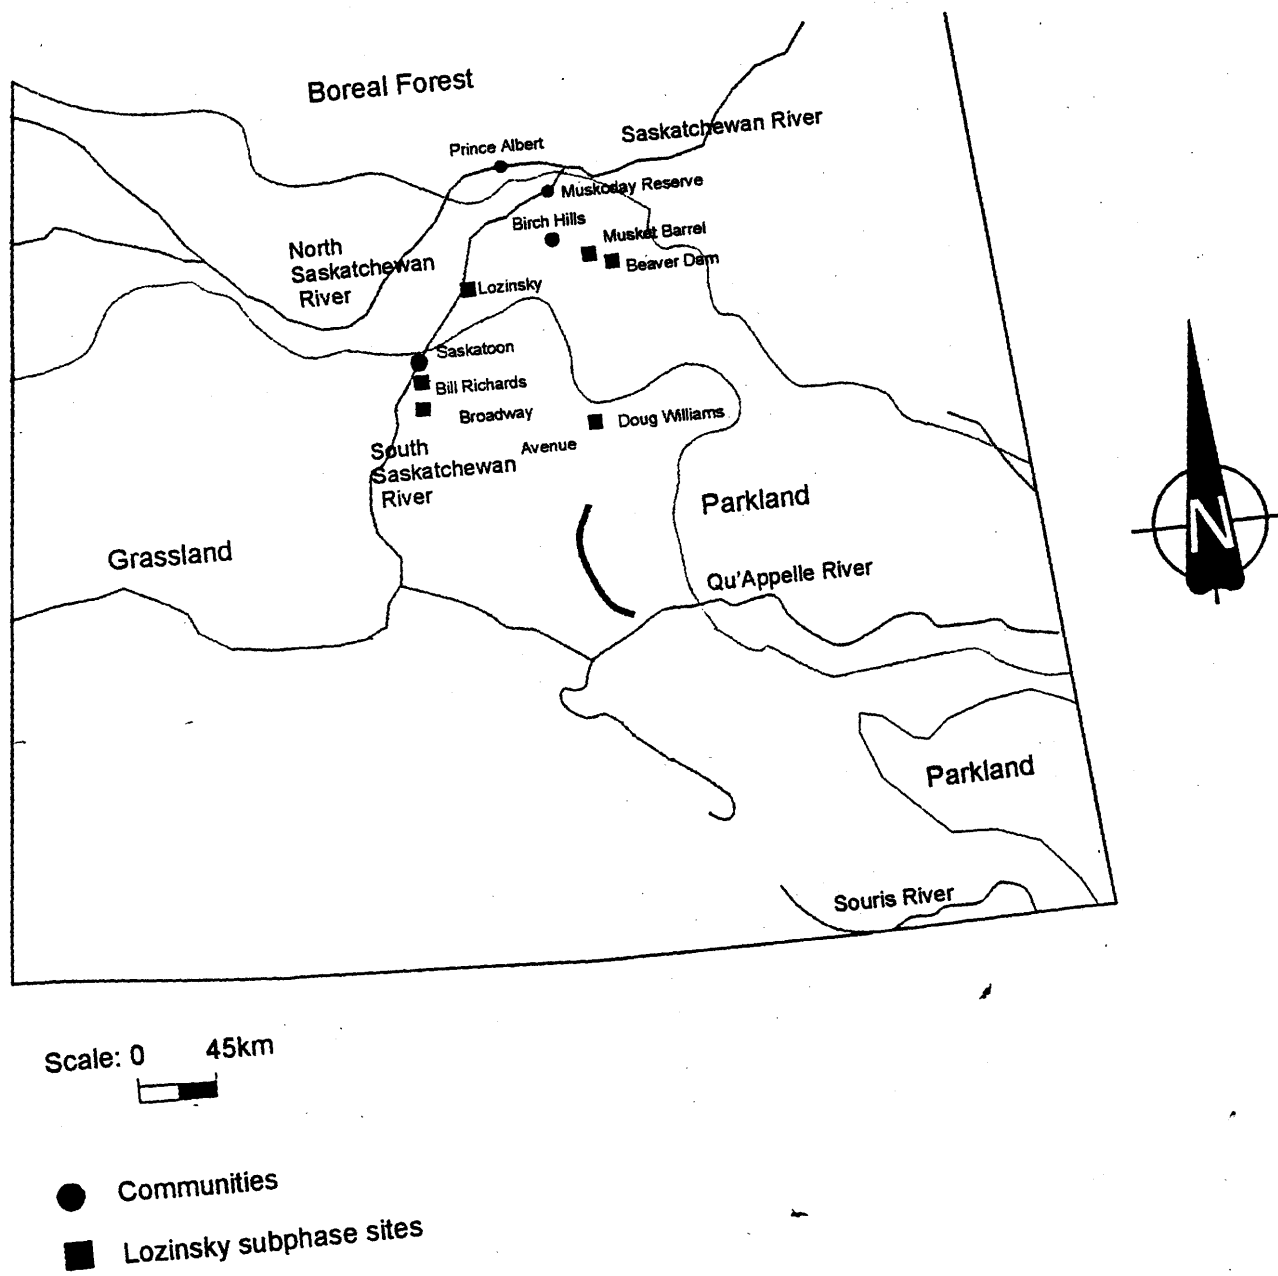 Boreal Forest
Saskatchewan River
Prince Albert
Muskoday Reserve
Birch Hills
Musket Barrel
Beaver Dam
North
Saskatchewan
River
Lozinsky
Saskatoon
Bill Richards
Broadway
Avenue
Doug Williams
South
Saskatchewan
River
Parkland
Grassland
Qu'Appelle River
N
Parkland
Souris River
Scale: 0 45km
Communities
Lozinsky subphase sites